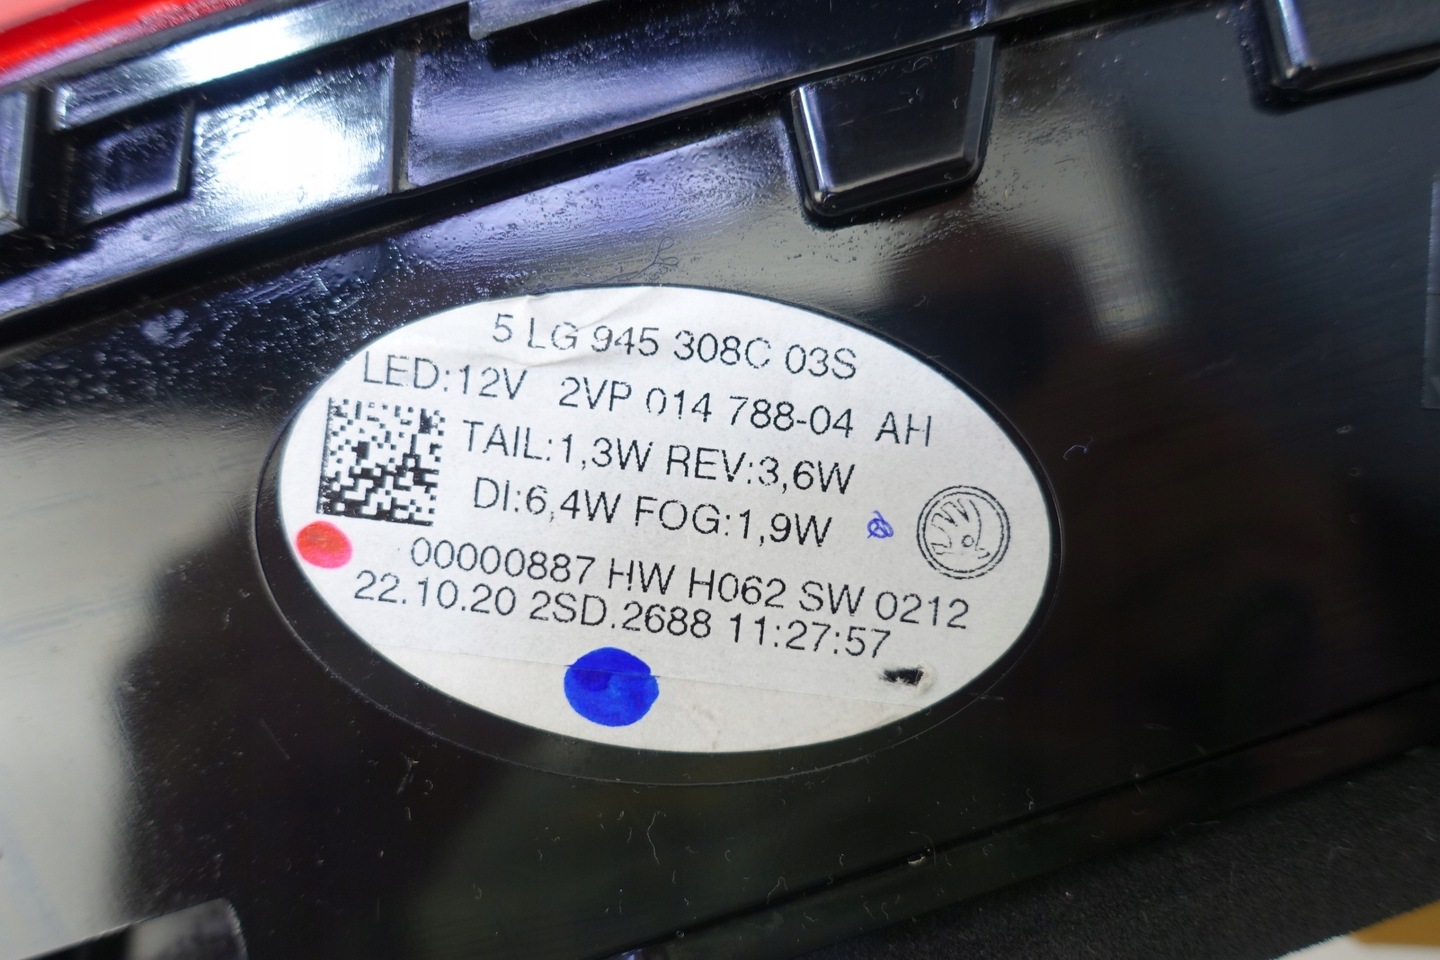 5 LG 945 308C 03S
LED:12V 2VP 014 788-04 AH
TAIL:1,3W REV:3,6W
DI:6,4W FOG:1,9W
00000887 HW H062 SW 0212
22.10.20 2SD.2688 11:27:57